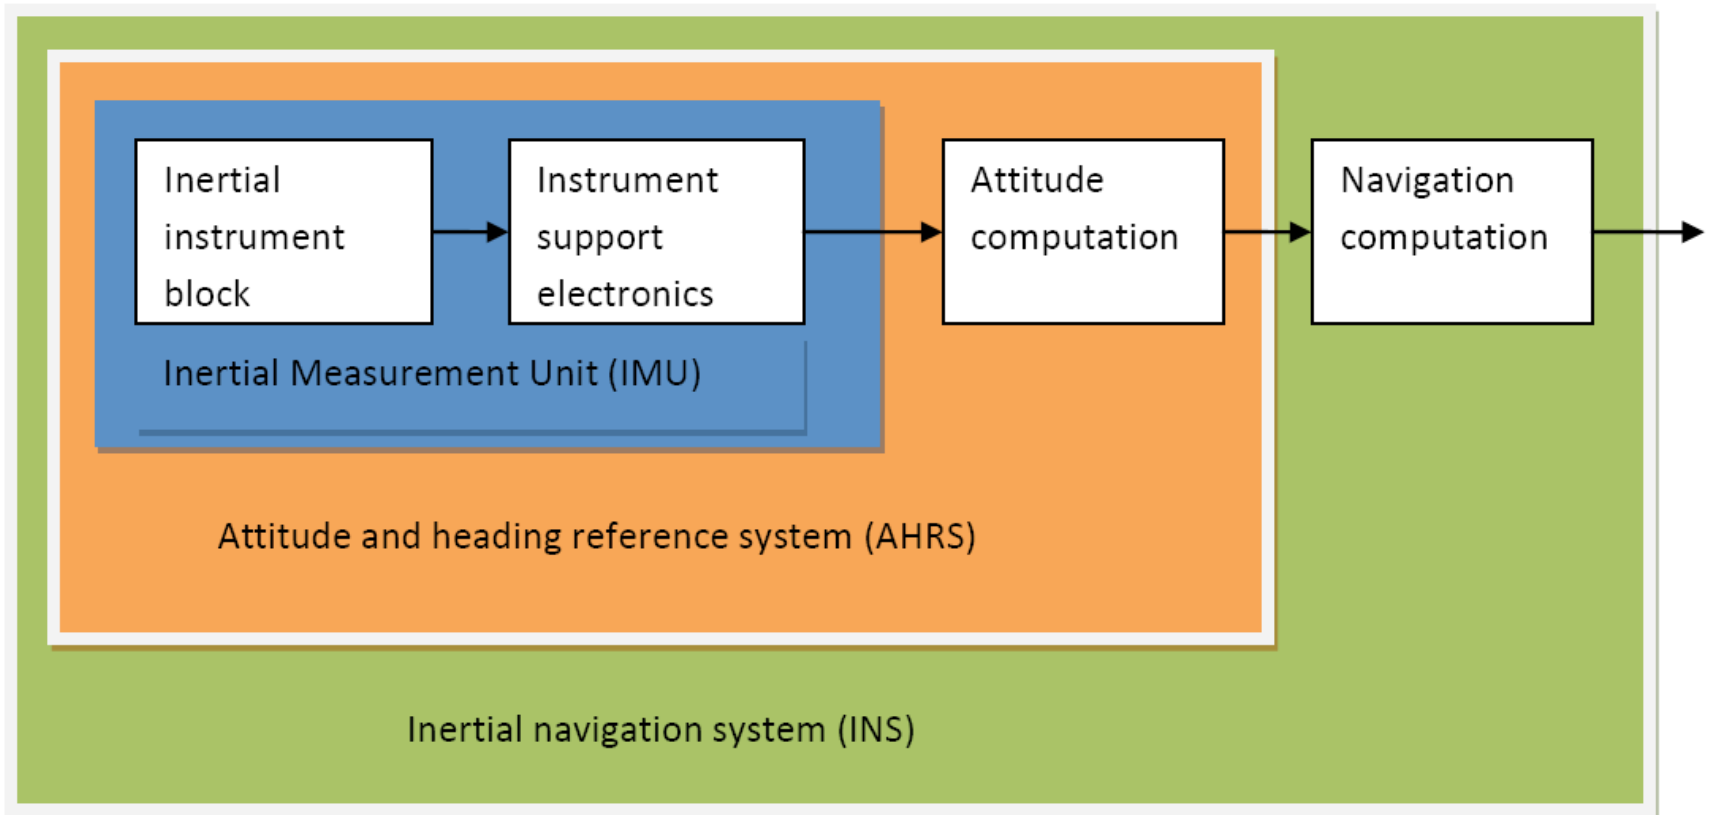 Inertial
instrument
block
Instrument
support
electronics
Attitude
computation
Navigation
computation
Inertial Measurement Unit (IMU)
Attitude and heading reference system (AHRS)
Inertial navigation system (INS)